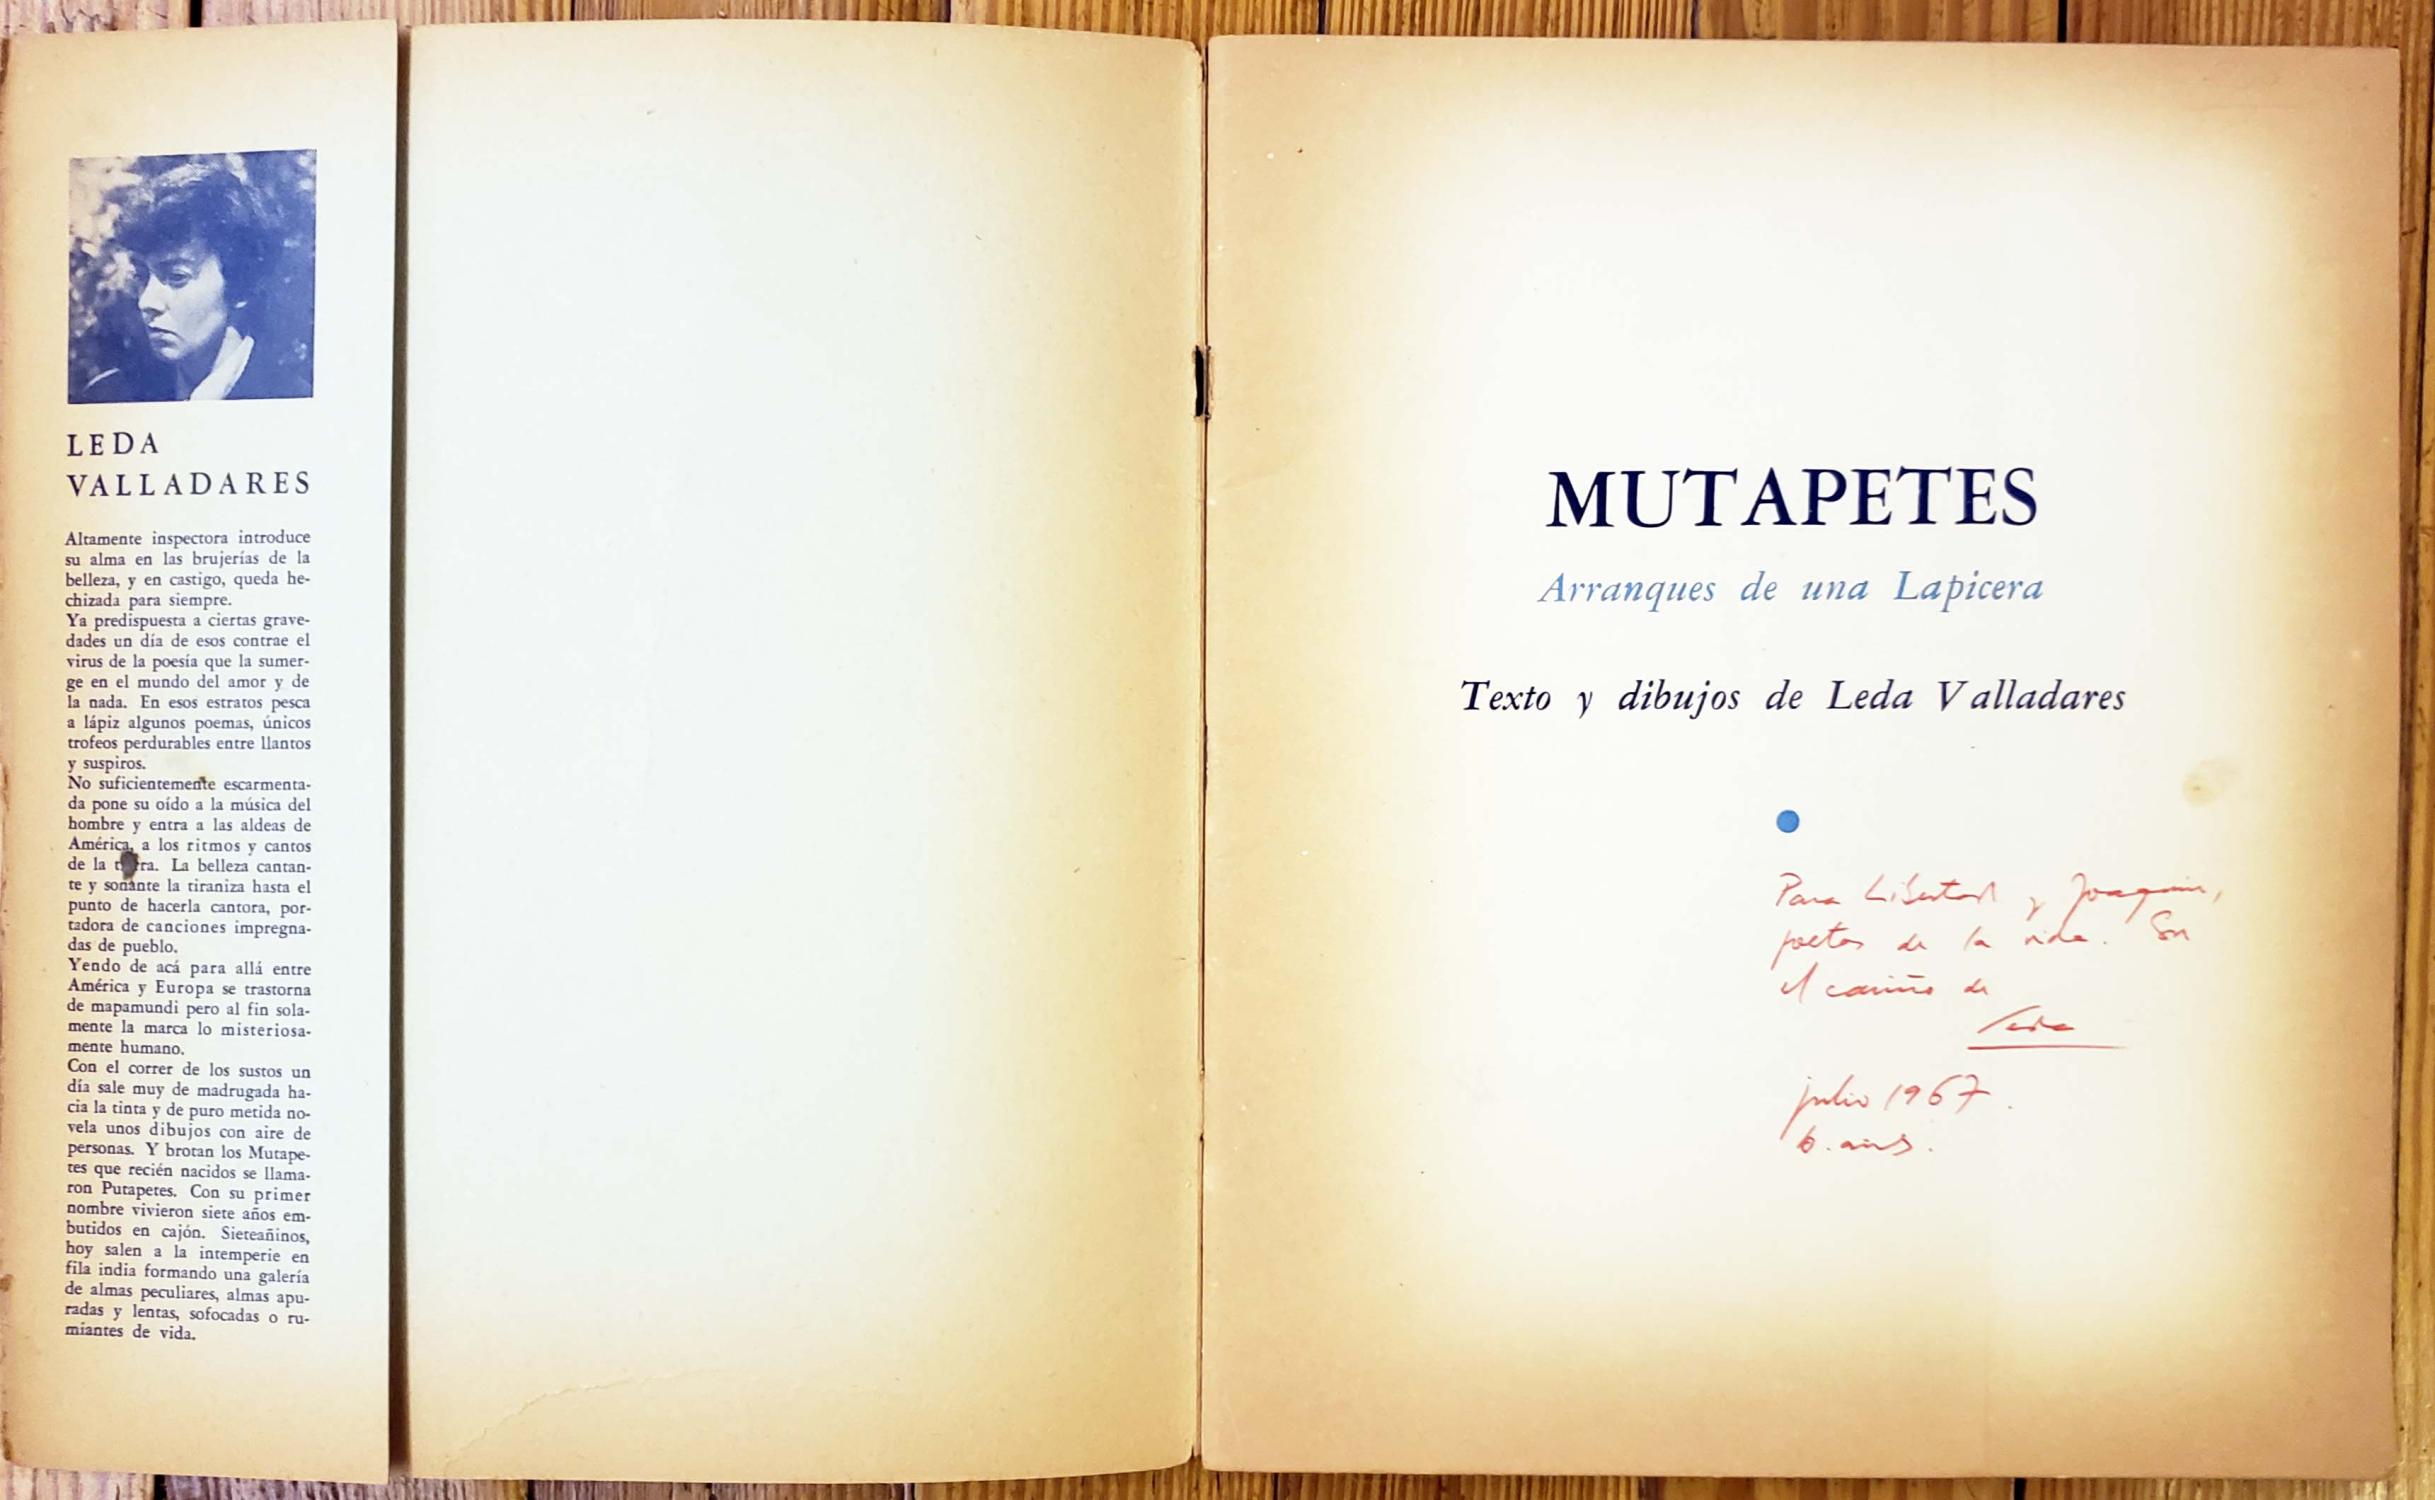 LEDA
VALLADARES
Altamente inspectora introduce
su alma en las brujerías de la
belleza, y en castigo, queda he-
chizada para siempre.
Ya predispuesta a ciertas grave-
dades un día de esos contrae el
virus de la poesía que la sumer-
ge en el mundo del amor y de
la nada. En esos estratos pesca
a lápiz algunos poemas, únicos
trofeos perdurables entre llantos
y suspiros.
No suficientemente escarmenta-
da pone su oído a la música del
hombre y entra a las aldeas de
América, a los ritmos y cantos
de la tierra. La belleza cantan-
te y sonante la tiraniza hasta el
punto de hacerla cantora, por-
tadora de canciones impregna-
das de pueblo.
Yendo de acá para allá entre
América y Europa se trastorna
de mapamundi pero al fin sola-
mente la marca lo misteriosa-
mente humano.
Con el correr de los sustos un
día sale muy de madrugada ha-
cia la tinta y de puro metida no-
vela unos dibujos con aire de
personas. Y brotan los Mutape-
tes que recién nacidos se llama-
ron Putapetes. Con su primer
nombre vivieron siete años em-
butidos en cajón. Sieteañinos,
hoy salen a la intemperie en
fila india formando una galería
de almas peculiares, almas apu-
radas y lentas, sofocadas o ru-
miantes de vida.
MUTAPETES
Arranques de una Lapicera
Texto y dibujos de Leda Valladares
Para Libertad y Joaquín,
poetas de la vida. Con
el cariño de
Leda
julio 1967.
b. aires.